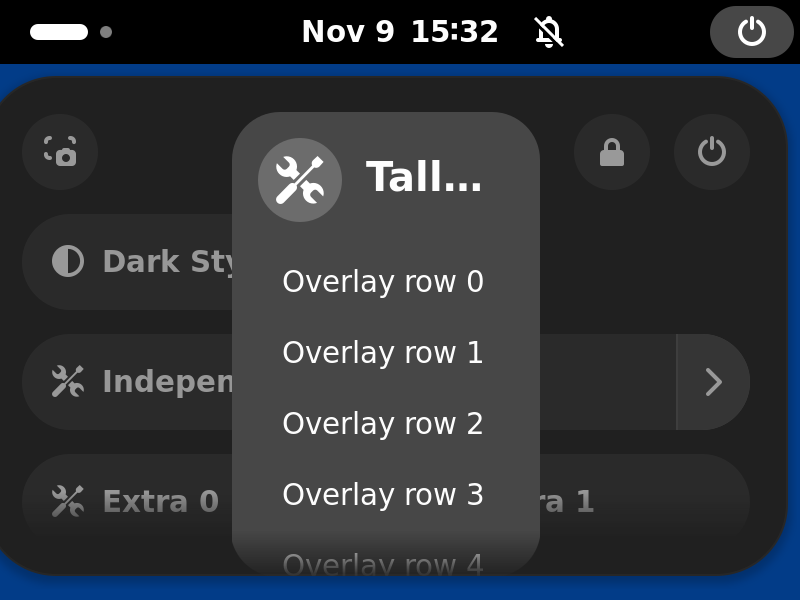 Nov 9 15:32
Tall...
Dark Sty
Overlay row 0
Overlay row 1
Indepen
Overlay row 2
Overlay row 3
Extra 0
ra 1
Overlay row 4